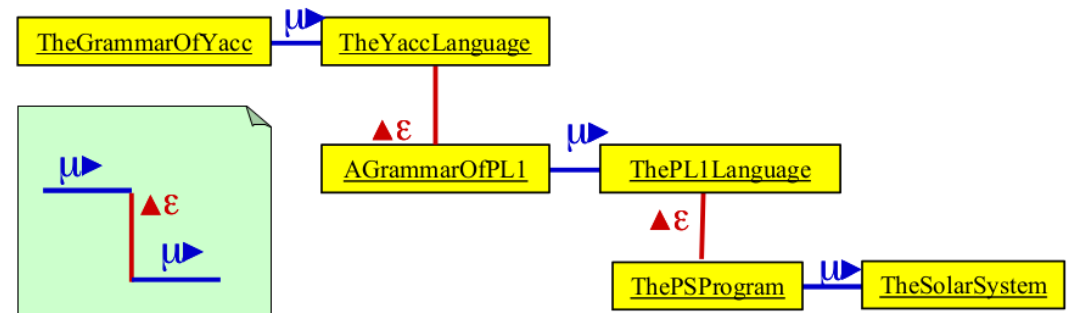 μ►
TheGrammarOfYacc
TheYaccLanguage
▲ε
μ►
AGrammarOfPL1
ThePL1Language
μ►
▲ε
▲ε
μ►
μ►
ThePSProgram
TheSolarSystem